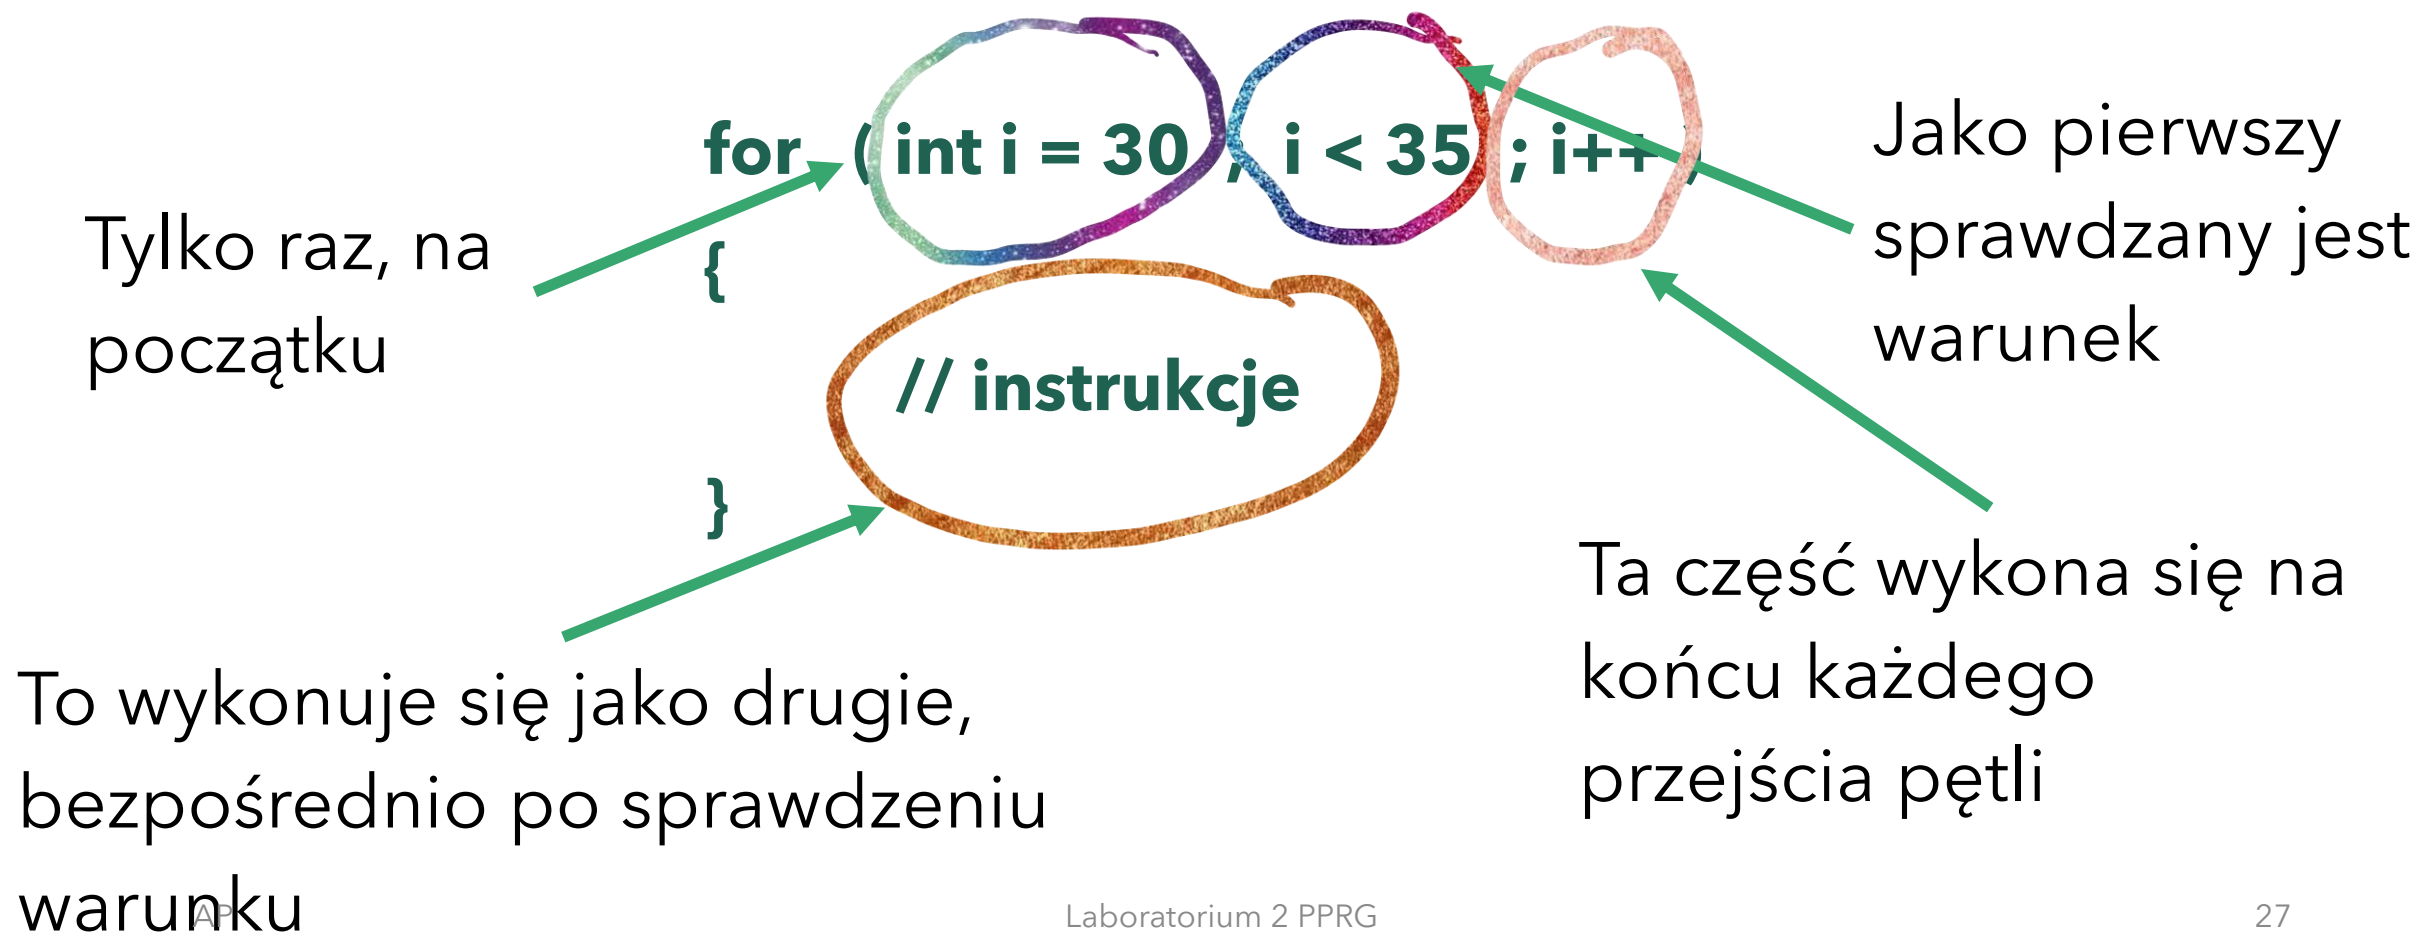 for ( int i = 30 ; i < 35 ; i++ )
{
// instrukcje
}
Tylko raz, na
początku
Jako pierwszy
sprawdzany jest
warunek
To wykonuje się jako drugie,
bezpośrednio po sprawdzeniu
warunku
Ta część wykona się na
końcu każdego
przejścia pętli
AP
Laboratorium 2 PPRG
27